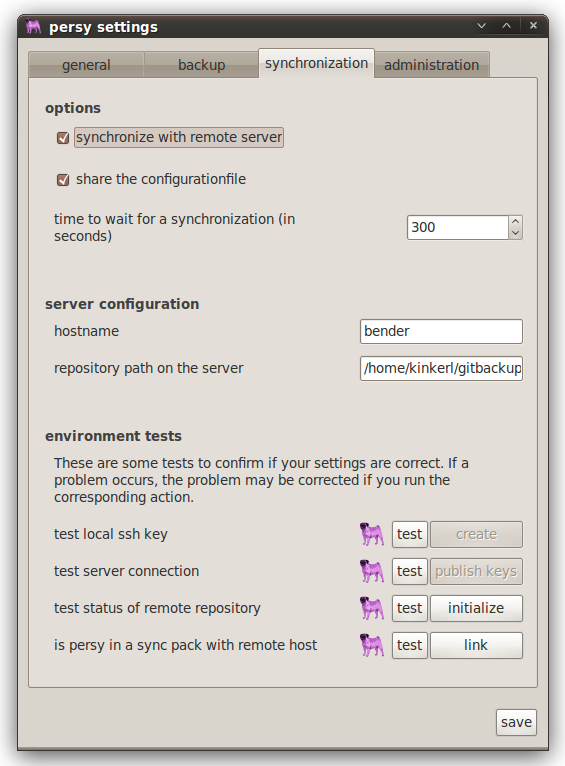 persy settings
general backup synchronization administration
options
synchronize with remote server
share the configurationfile
time to wait for a synchronization (in
seconds)
300
server configuration
hostname
bender
repository path on the server
/home/kinkerl/gitbackup
environment tests
These are some tests to confirm if your settings are correct. If a
problem occurs, the problem may be corrected if you run the
corresponding action.
test local ssh key test create
test server connection test publish keys
test status of remote repository test initialize
is persy in a sync pack with remote host test link
save